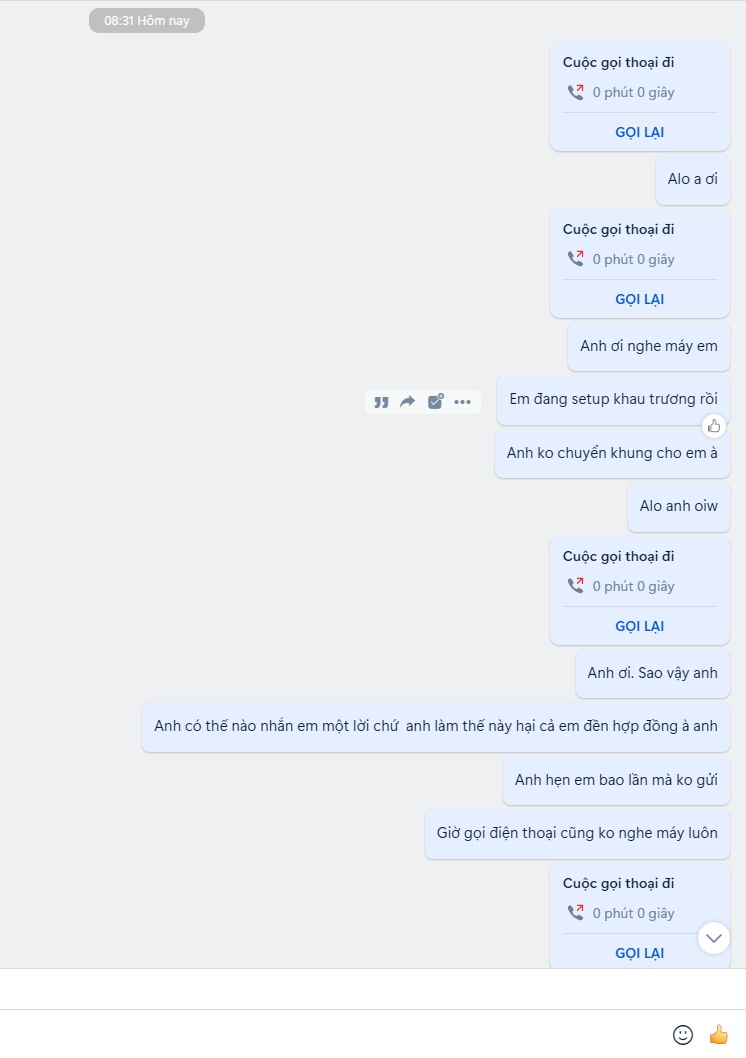 08:31 Hôm nay
Cuộc gọi thoại đi
0 phút 0 giây
GỌI LẠI
Alo a ơi
Cuộc gọi thoại đi
0 phút 0 giây
GỌI LẠI
Anh ơi nghe máy em
Em đang setup khau trương rồi
Anh ko chuyển khung cho em à
Alo anh oiw
Cuộc gọi thoại đi
0 phút 0 giây
GỌI LẠI
Anh ơi. Sao vậy anh
Anh có thế nào nhắn em một lời chứ  anh làm thế này hại cả em đền hợp đồng à anh
Anh hẹn em bao lần mà ko gửi
Giờ gọi điện thoại cũng ko nghe máy luôn
Cuộc gọi thoại đi
0 phút 0 giây
GỌI LẠI